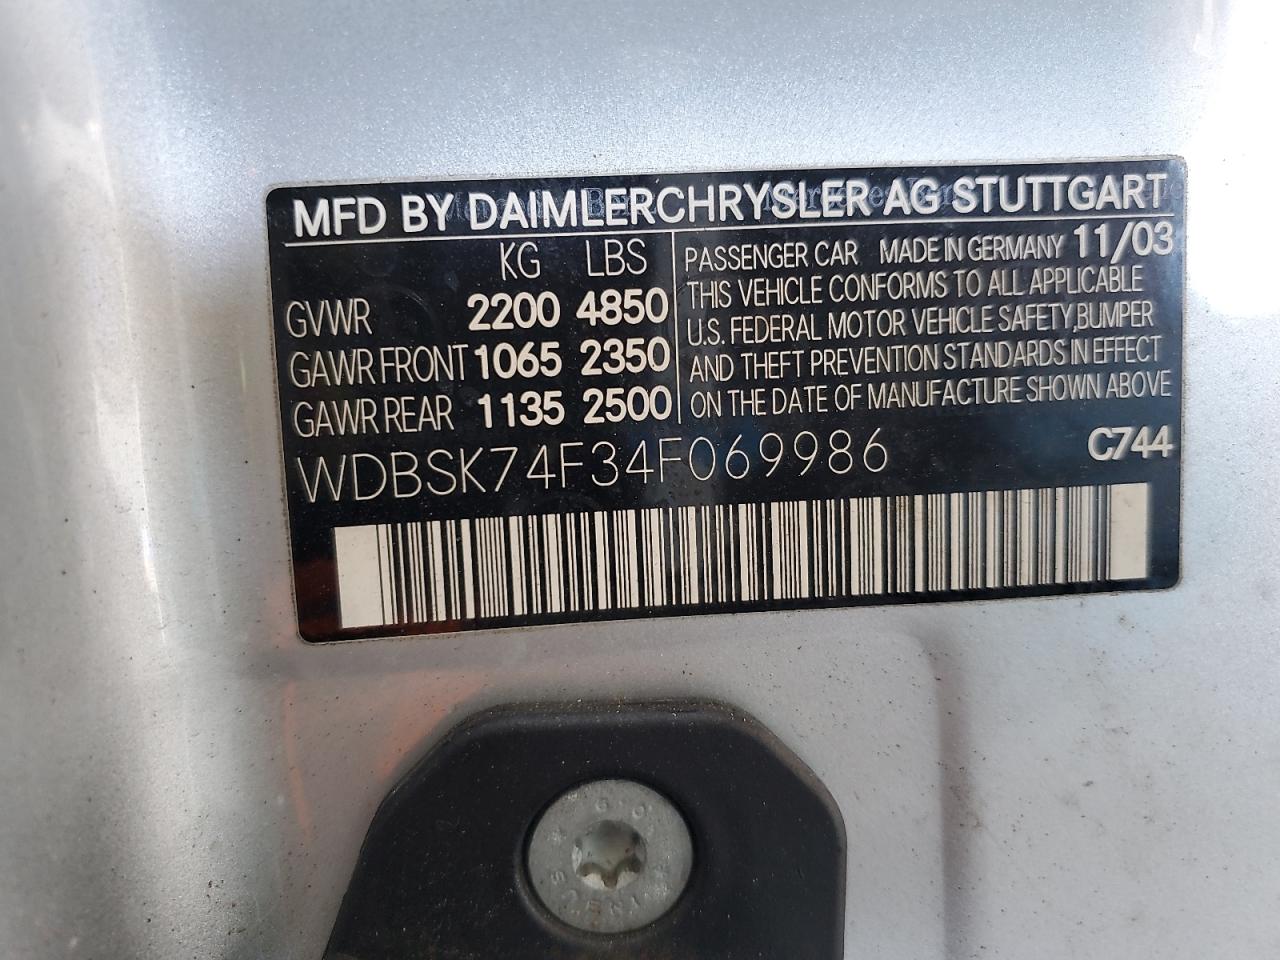 MFD BY DAIMLERCHRYSLER AG STUTTGART
KG LBS
GVWR 2200 4850
GAWR FRONT 1065 2350
GAWR REAR 1135 2500
PASSENGER CAR MADE IN GERMANY 11/03
THIS VEHICLE CONFORMS TO ALL APPLICABLE
U.S. FEDERAL MOTOR VEHICLE SAFETY,BUMPER
AND THEFT PREVENTION STANDARDS IN EFFECT
ON THE DATE OF MANUFACTURE SHOWN ABOVE
WDBSK74F34F069986 C744